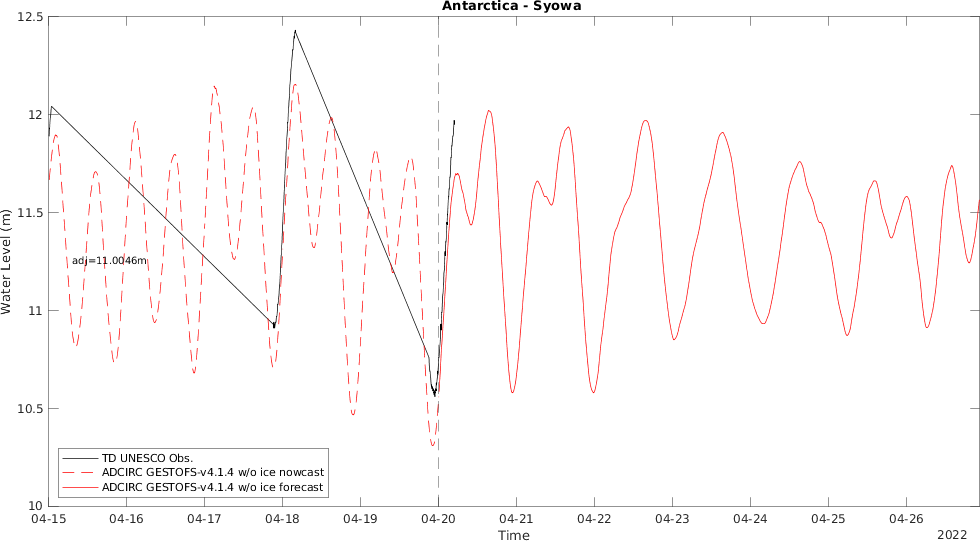 Antarctica - Syowa
12.5
12
11.5
11
10.5
10
Water Level (m)
adj=11.0046m
TD UNESCO Obs.
ADCIRC GESTOFS-v4.1.4 w/o ice nowcast
ADCIRC GESTOFS-v4.1.4 w/o ice forecast
04-15 04-16 04-17 04-18 04-19 04-20 04-21 04-22 04-23 04-24 04-25 04-26
Time
2022